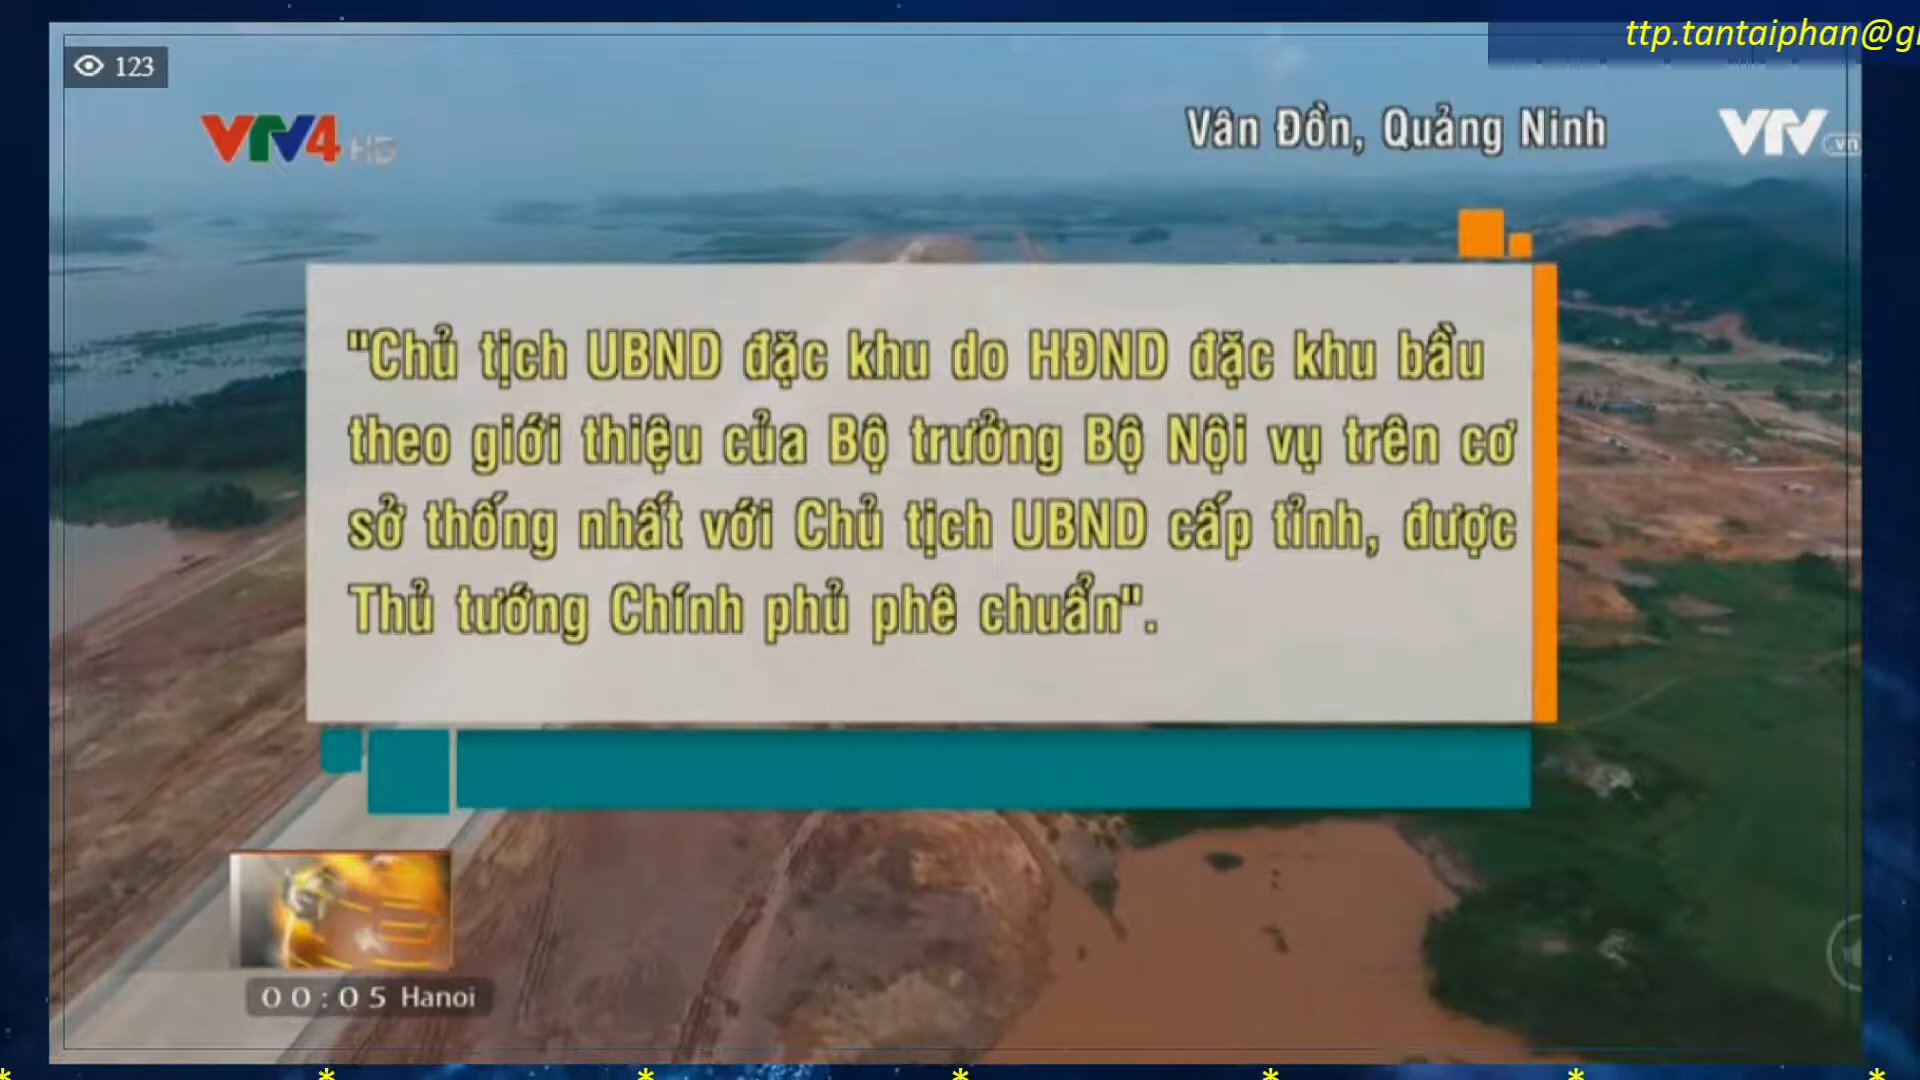 ttp.tantaiphan@g
123
VTV4 HD
Vân Đồn, Quảng Ninh
VTV.vn
"Chủ tịch UBND đặc khu do HĐND đặc khu bầu
theo giới thiệu của Bộ trưởng Bộ Nội vụ trên cơ
sở thống nhất với Chủ tịch UBND cấp tỉnh, được
Thủ tướng Chính phủ phê chuẩn".
00:05 Hanoi
* * * * * * *